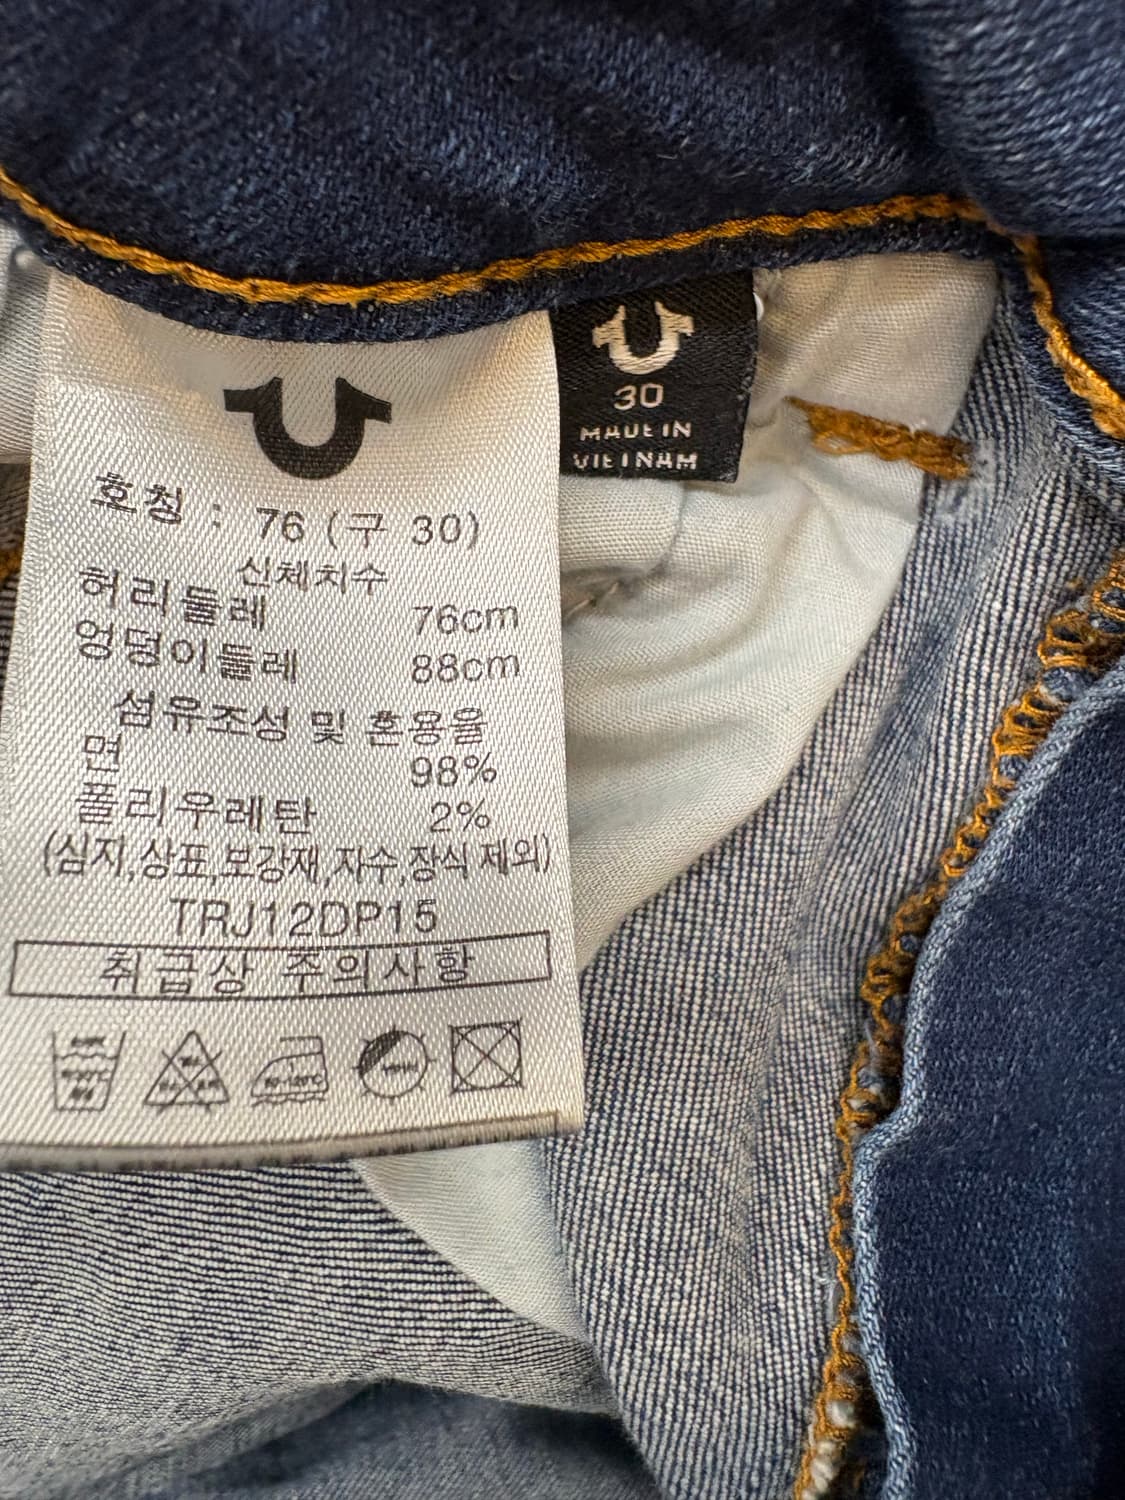 호칭 : 76 (구 30)
신체치수
허리둘레 76cm
엉덩이둘레 88cm
섬유조성 및 혼용율
면 98%
폴리우레탄 2%
(심지,상표,보강재,자수,장식 제외)
TRJ12DP15
취급상 주의사항
30
MADE IN
VIETNAM